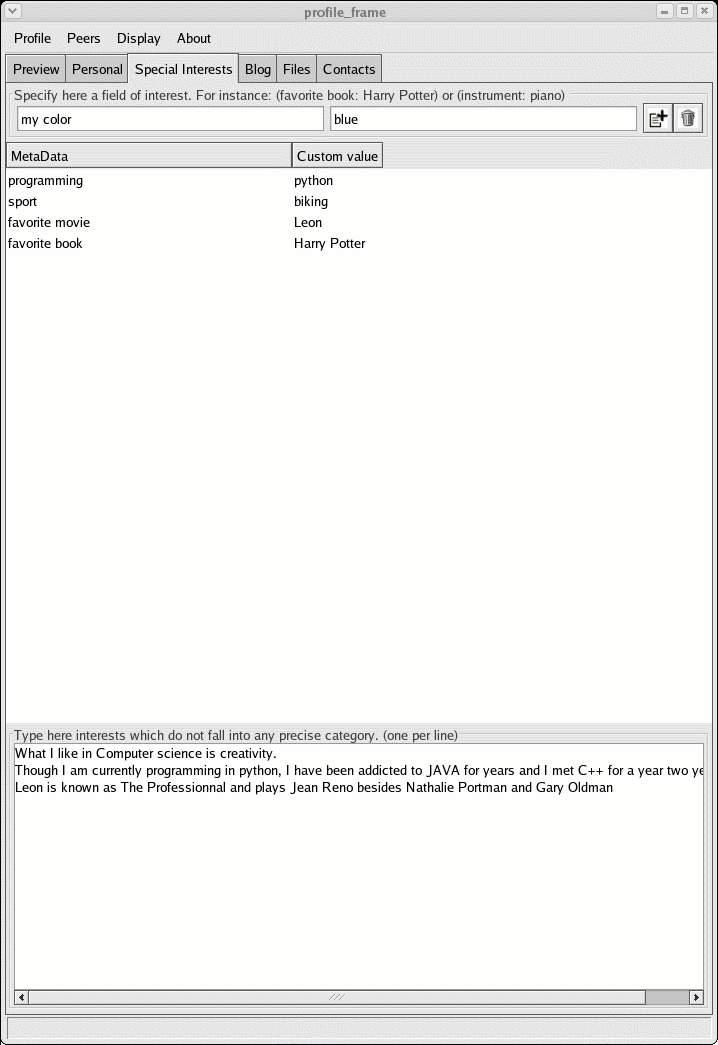 profile_frame
Profile Peers Display About
Preview Personal Special Interests Blog Files Contacts
Specify here a field of interest. For instance: (favorite book: Harry Potter) or (instrument: piano)
my color blue
MetaData Custom value
programming python
sport biking
favorite movie Leon
favorite book Harry Potter
Type here interests which do not fall into any precise category. (one per line)
What I like in Computer science is creativity.
Though I am currently programming in python, I have been addicted to JAVA for years and I met C++ for a year two ye
Leon is known as The Professionnal and plays Jean Reno besides Nathalie Portman and Gary Oldman